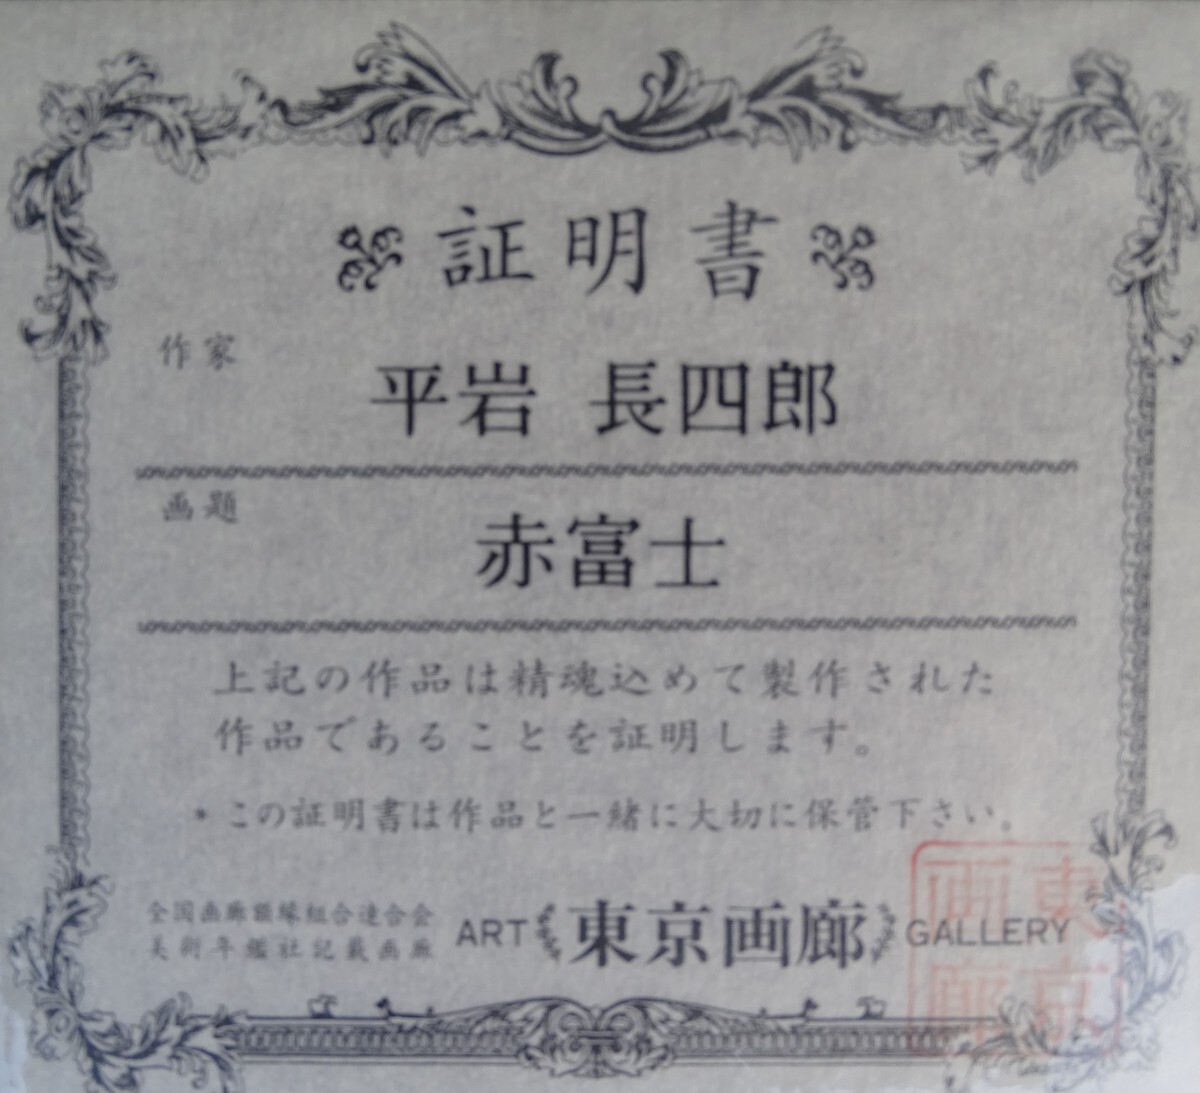 証明書
作家
平岩 長四郎
画題
赤富士
上記の作品は精魂込めて製作された
作品であることを証明します。
* この証明書は作品と一緒に大切に保管下さい。
全国画廊額縁組合連合会
美術年鑑社記載画廊
ART 東京画廊 GALLERY
東京
画廊